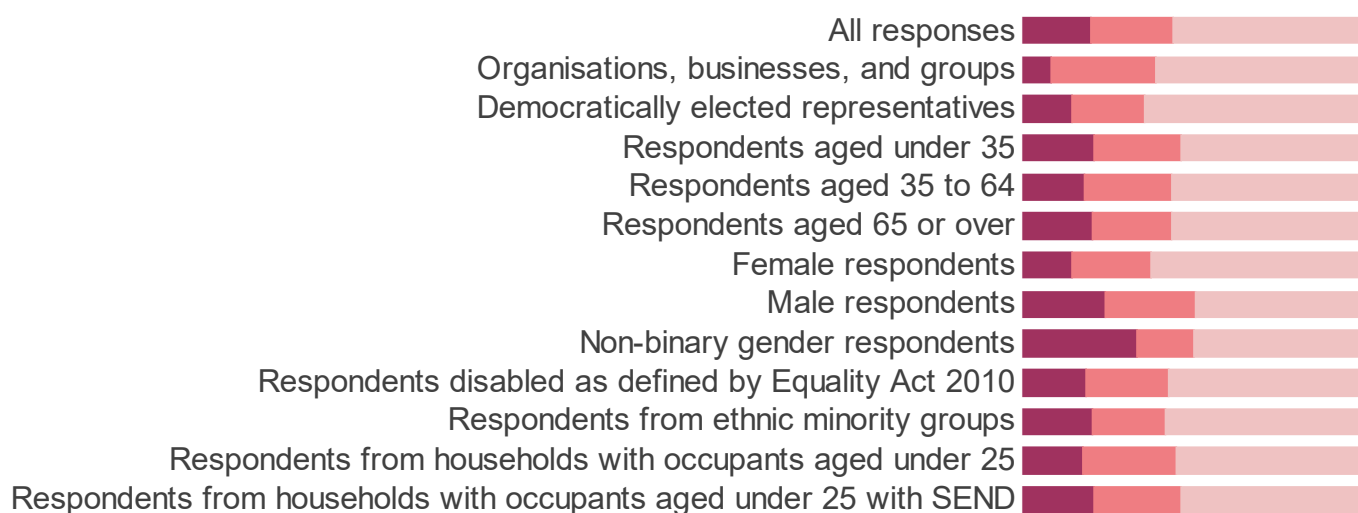 All responses
Organisations, businesses, and groups
Democratically elected representatives
Respondents aged under 35
Respondents aged 35 to 64
Respondents aged 65 or over
Female respondents
Male respondents
Non-binary gender respondents
Respondents disabled as defined by Equality Act 2010
Respondents from ethnic minority groups
Respondents from households with occupants aged under 25
Respondents from households with occupants aged under 25 with SEND